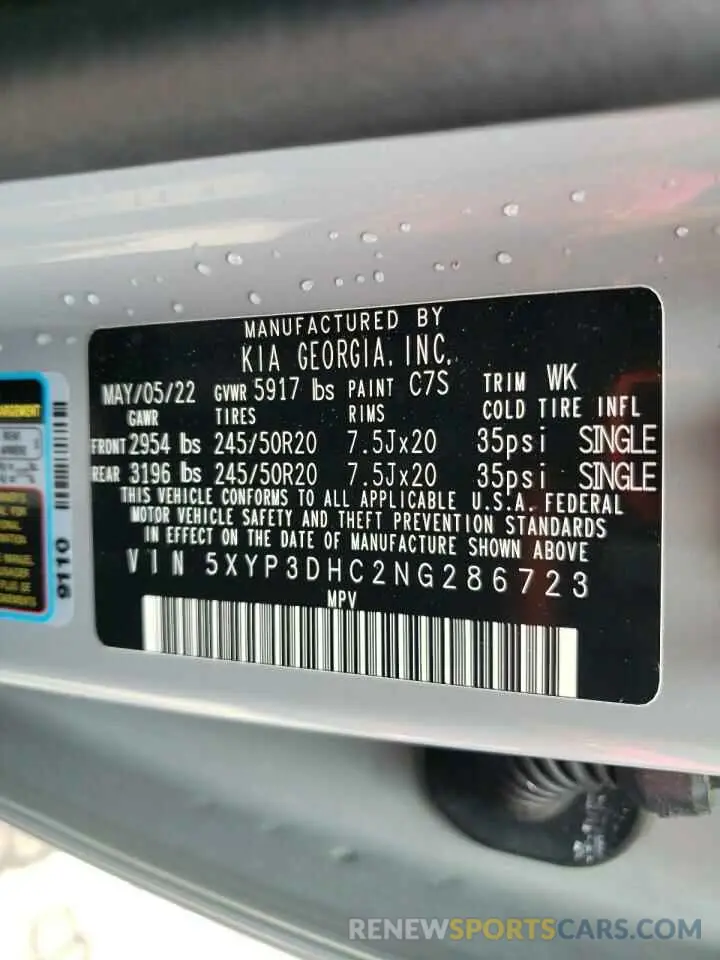 MANUFACTURED BY
KIA GEORGIA. INC.
MAY/05/22 GVWR 5917 lbs PAINT C7S TRIM WK
GAWR TIRES RIMS COLD TIRE INFL
FRONT 2954 lbs 245/50R20 7.5Jx20 35psi SINGLE
REAR 3196 lbs 245/50R20 7.5Jx20 35psi SINGLE
THIS VEHICLE CONFORMS TO ALL APPLICABLE U.S.A. FEDERAL
MOTOR VEHICLE SAFETY AND THEFT PREVENTION STANDARDS
IN EFFECT ON THE DATE OF MANUFACTURE SHOWN ABOVE
VIN 5XYP3DHC2NG286723
MPV
9110
RENEWSPORTSCARS.COM